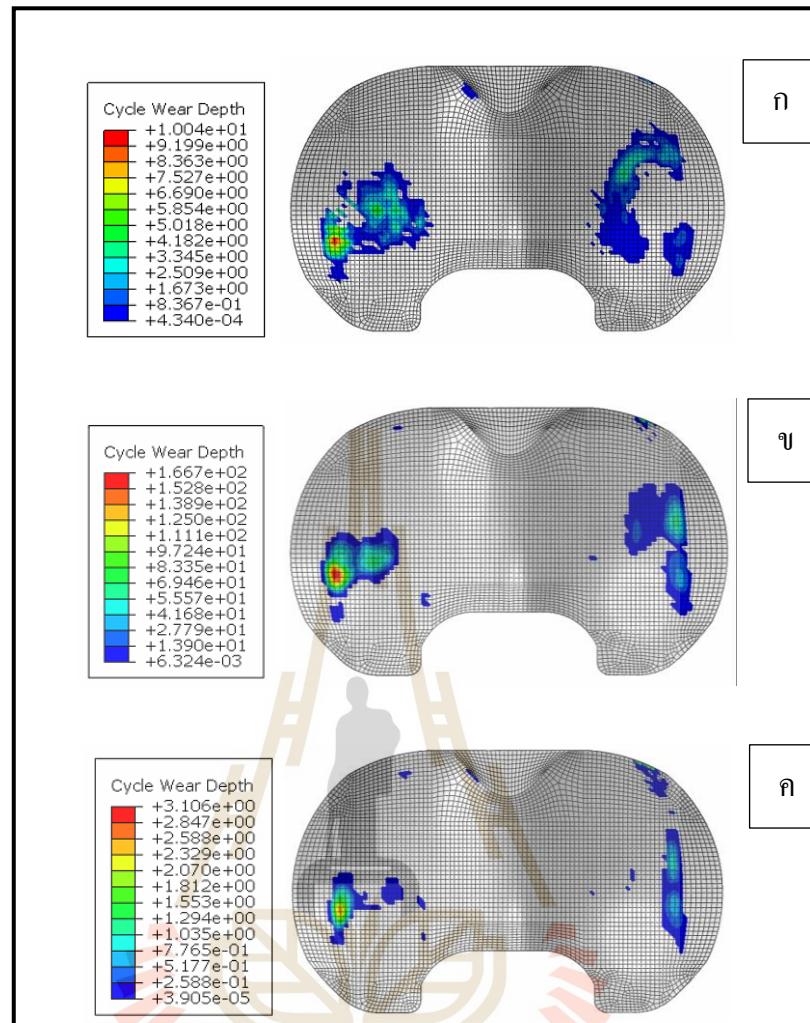 ก
Cycle Wear Depth
+1.004e+01
+9.199e+00
+8.363e+00
+7.527e+00
+6.690e+00
+5.854e+00
+5.018e+00
+4.182e+00
+3.345e+00
+2.509e+00
+1.673e+00
+8.367e-01
+4.340e-04
ข
Cycle Wear Depth
+1.667e+02
+1.528e+02
+1.389e+02
+1.250e+02
+1.111e+02
+9.724e+01
+8.335e+01
+6.946e+01
+5.557e+01
+4.168e+01
+2.779e+01
+1.390e+01
+6.324e-03
ค
Cycle Wear Depth
+3.106e+00
+2.847e+00
+2.588e+00
+2.329e+00
+2.070e+00
+1.812e+00
+1.553e+00
+1.294e+00
+1.035e+00
+7.765e-01
+5.177e-01
+2.588e-01
+3.905e-05